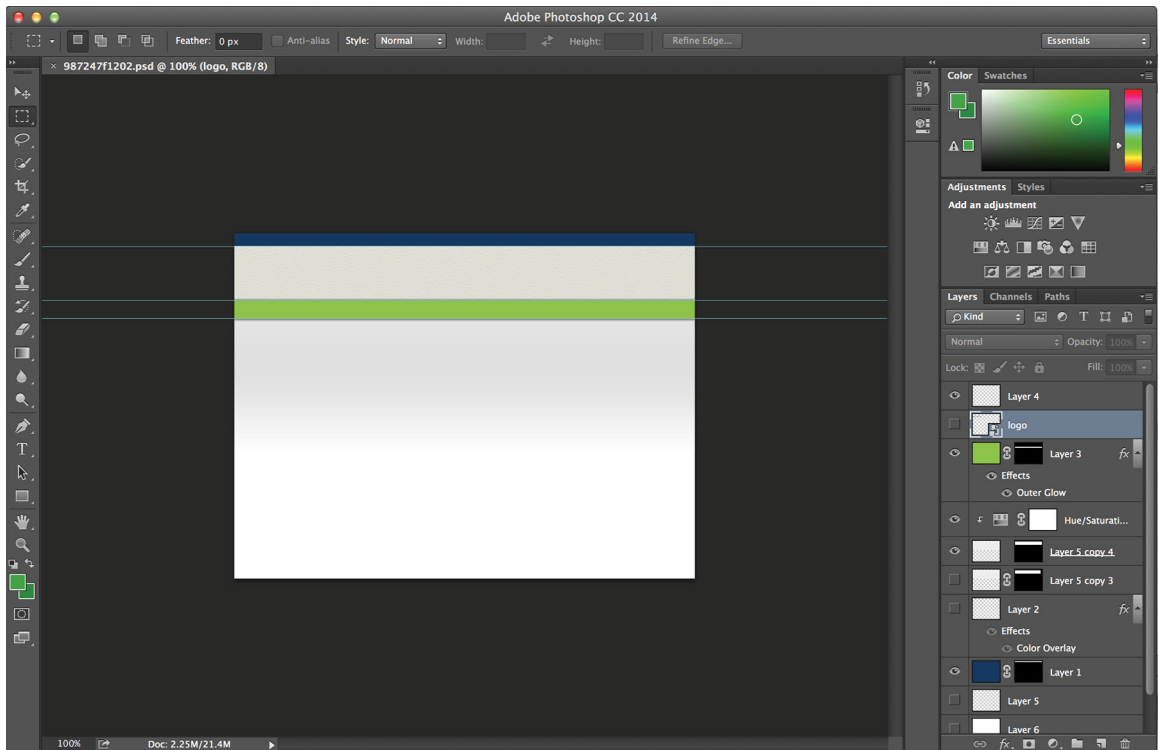 Adobe Photoshop CC 2014
Feather: 0 px Anti-alias Style: Normal Width: Height: Refine Edge... Essentials
× 987247f1202.psd @ 100% (logo, RGB/8)
Color Swatches
Adjustments Styles
Add an adjustment
Layers Channels Paths
Kind
Normal Opacity: 100%
Lock: Fill: 100%
Layer 4
logo
Layer 3 fx
Effects
Outer Glow
Hue/Saturati...
Layer 5 copy 4
Layer 5 copy 3
Layer 2 fx
Effects
Color Overlay
Layer 1
Layer 5
Layer 6
100% Doc: 2.25M/21.4M
fx